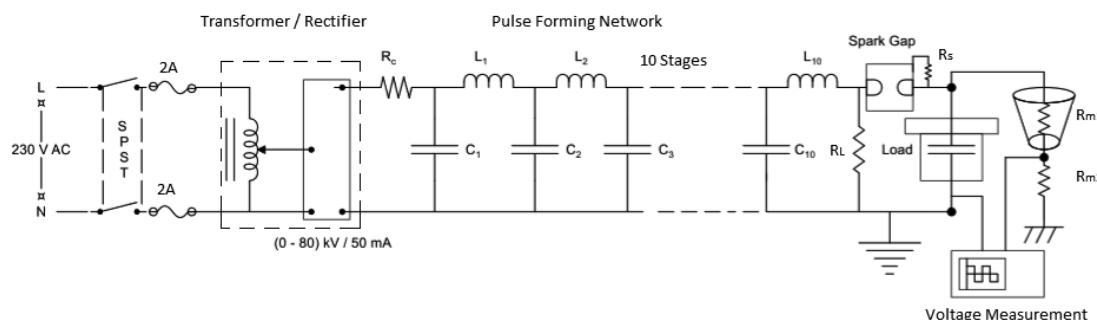 Transformer / Rectifier
Pulse Forming Network
Spark Gap
2A
Rc
L1
L2
10 Stages
L10
Rs
L
230 V AC
N
SPST
C1
C2
C3
C10
RL
Load
Rm
Rm
2A
(0 - 80) kV / 50 mA
Voltage Measurement